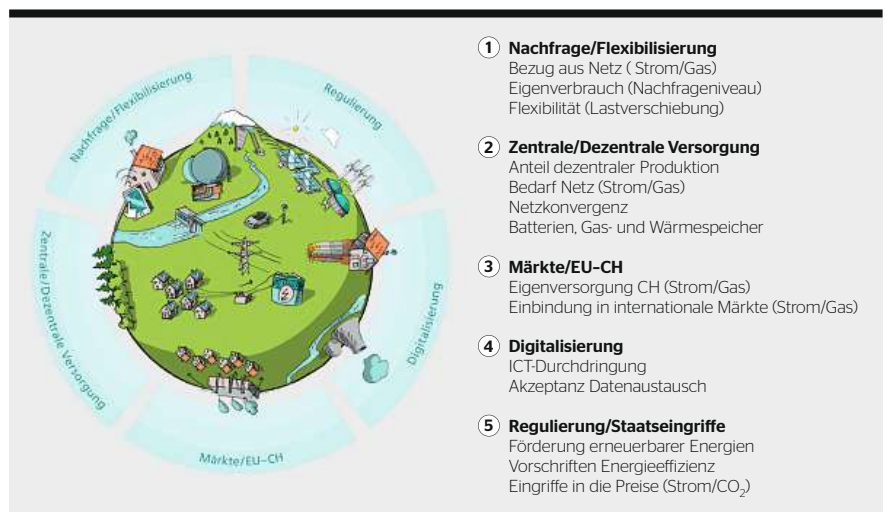 Nachfrage/Flexibilisierung
Regulierung
Zentrale/Dezentrale Versorgung
Digitalisierung
Märkte/EU–CH
1 Nachfrage/Flexibilisierung
Bezug aus Netz ( Strom/Gas)
Eigenverbrauch (Nachfrageniveau)
Flexibilität (Lastverschiebung)
2 Zentrale/Dezentrale Versorgung
Anteil dezentraler Produktion
Bedarf Netz (Strom/Gas)
Netzkonvergenz
Batterien, Gas- und Wärmespeicher
3 Märkte/EU–CH
Eigenversorgung CH (Strom/Gas)
Einbindung in internationale Märkte (Strom/Gas)
4 Digitalisierung
ICT-Durchdringung
Akzeptanz Datenaustausch
5 Regulierung/Staatseingriffe
Förderung erneuerbarer Energien
Vorschriften Energieeffizienz
Eingriffe in die Preise (Strom/CO₂)